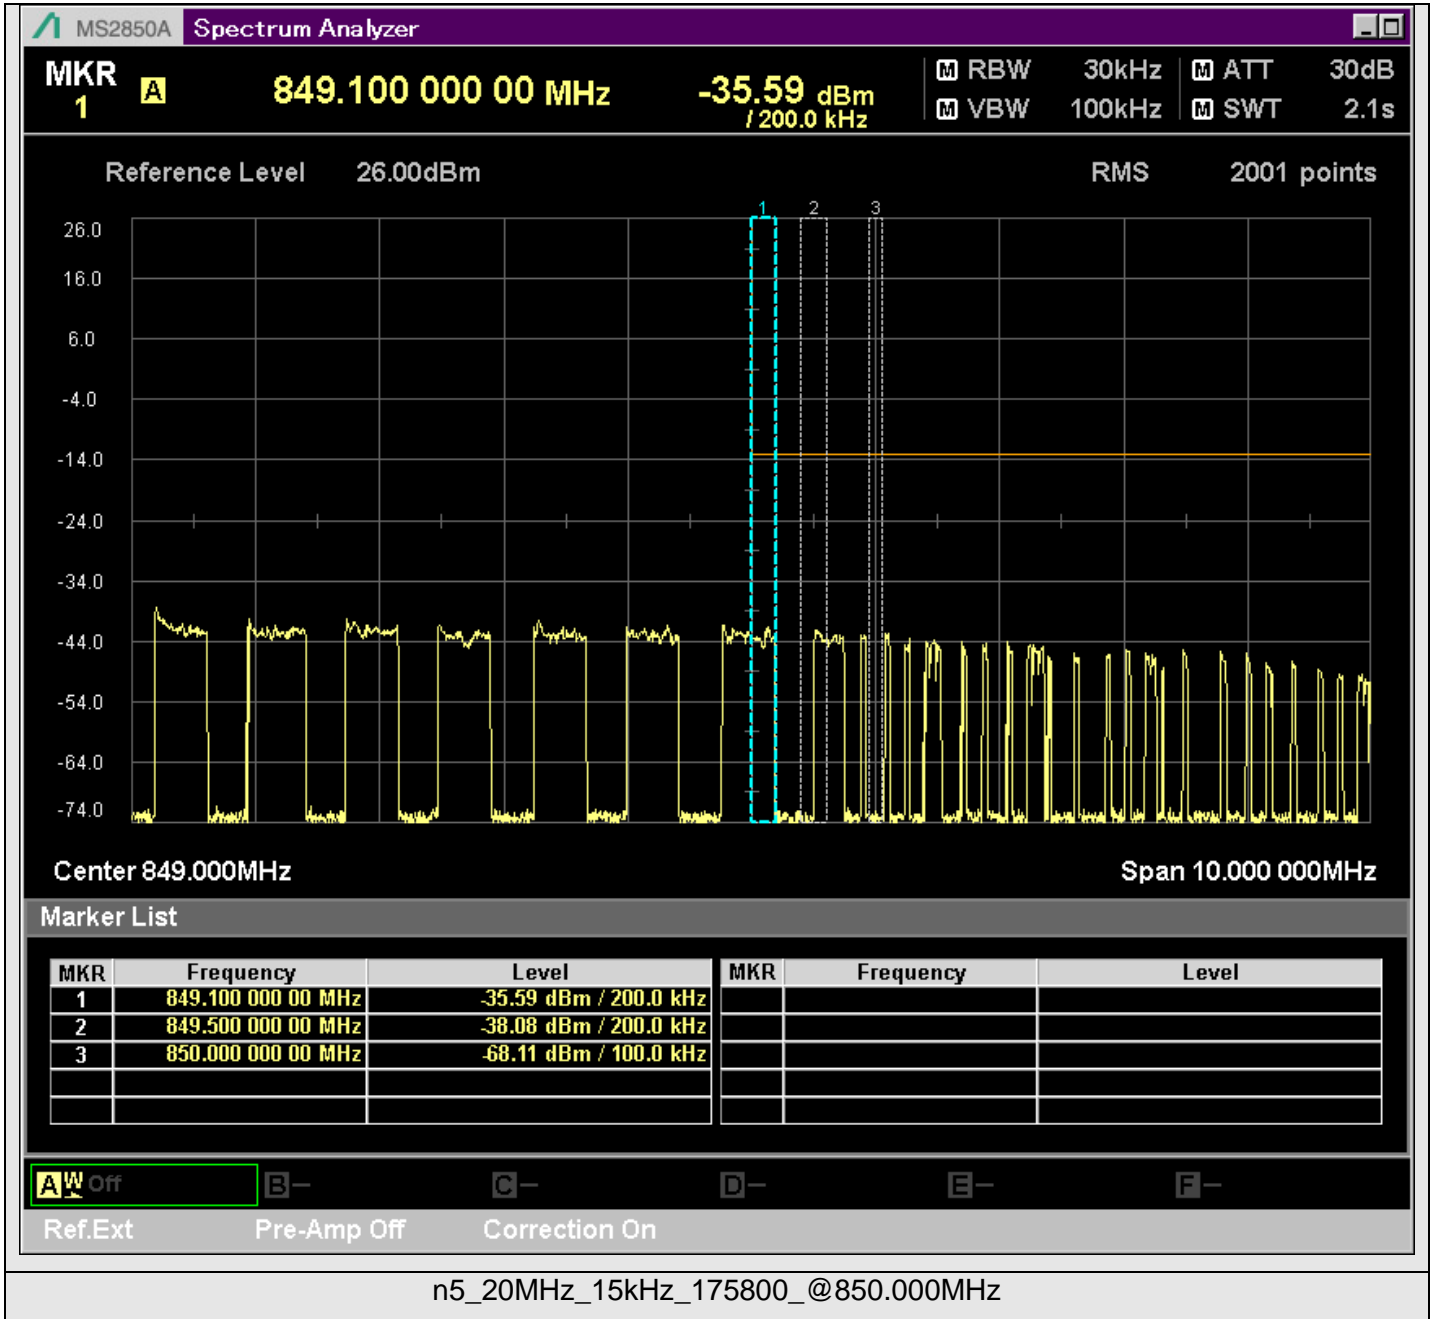 MS2850A Spectrum Analyzer
MKR 1 A 849.100 000 00 MHz -35.59 dBm / 200.0 kHz
M RBW 30kHz M ATT 30dB
M VBW 100kHz M SWT 2.1s
Reference Level 26.00dBm RMS 2001 points
1 2 3
26.0
16.0
6.0
-4.0
-14.0
-24.0
-34.0
-44.0
-54.0
-64.0
-74.0
Center 849.000MHz Span 10.000 000MHz
Marker List
MKR Frequency Level MKR Frequency Level
1 849.100 000 00 MHz -35.59 dBm / 200.0 kHz
2 849.500 000 00 MHz -38.08 dBm / 200.0 kHz
3 850.000 000 00 MHz -68.11 dBm / 100.0 kHz
A W Off B— C— D— E— F—
Ref.Ext Pre-Amp Off Correction On
n5_20MHz_15kHz_175800_@850.000MHz